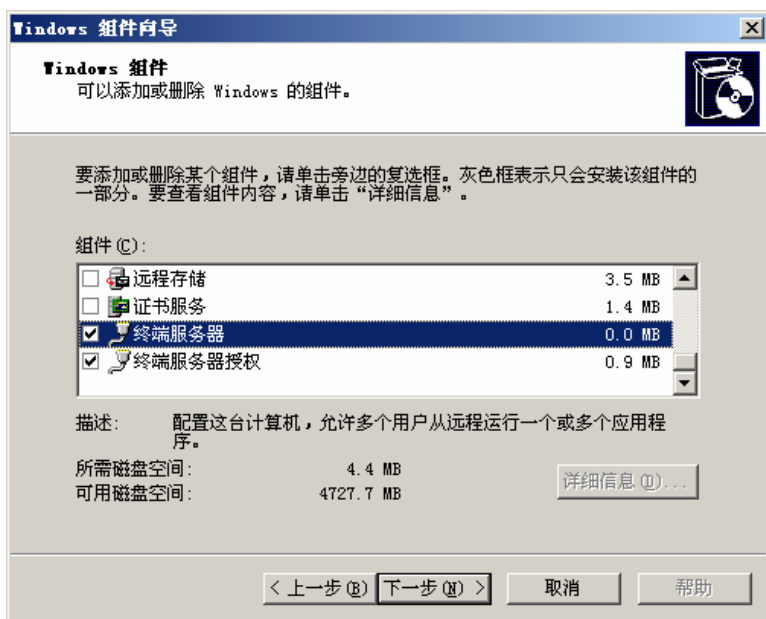 Windows 组件向导
Windows 组件
可以添加或删除 Windows 的组件。
要添加或删除某个组件，请单击旁边的复选框。灰色框表示只会安装该组件的
一部分。要查看组件内容，请单击“详细信息”。
组件(C):
远程存储 3.5 MB
证书服务 1.4 MB
终端服务器 0.0 MB
终端服务器授权 0.9 MB
描述: 配置这台计算机，允许多个用户从远程运行一个或多个应用程
序。
所需磁盘空间: 4.4 MB
可用磁盘空间: 4727.7 MB
详细信息(D)...
< 上一步(B) 下一步(N) > 取消 帮助